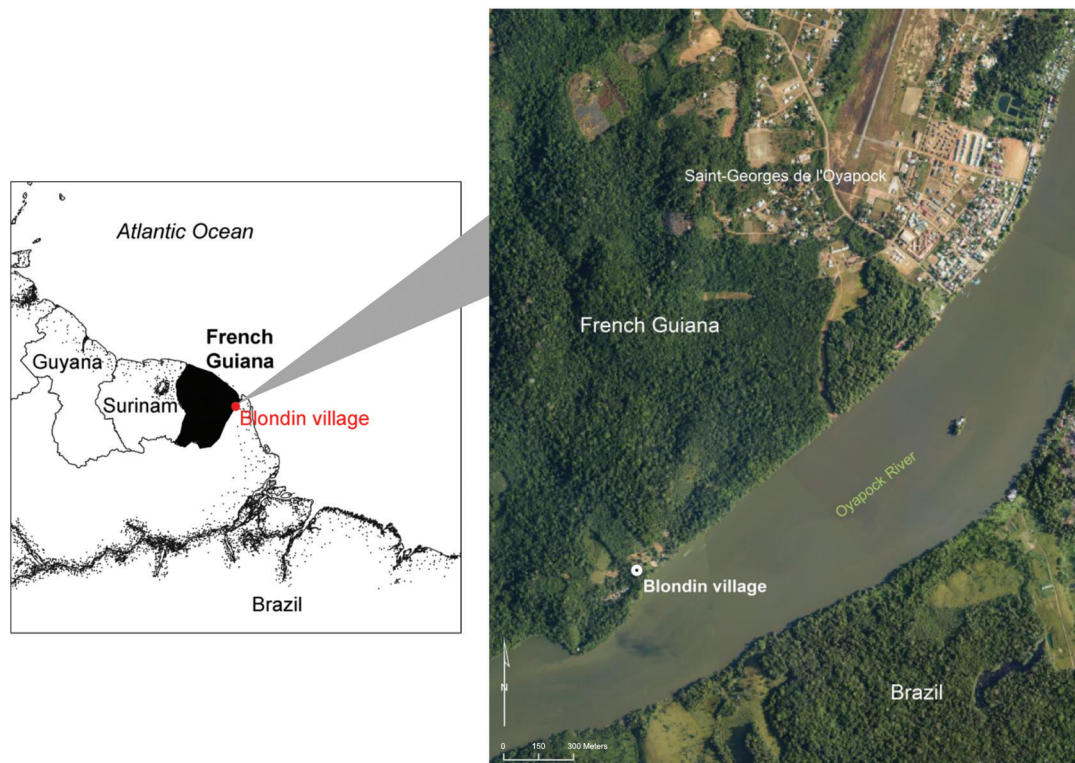 Atlantic Ocean
French
Guiana
Guyana
Surinam
Blondin village
Brazil
Saint-Georges de l'Oyapock
French Guiana
Oyapock River
Blondin village
Brazil
N
0 150 300 Meters